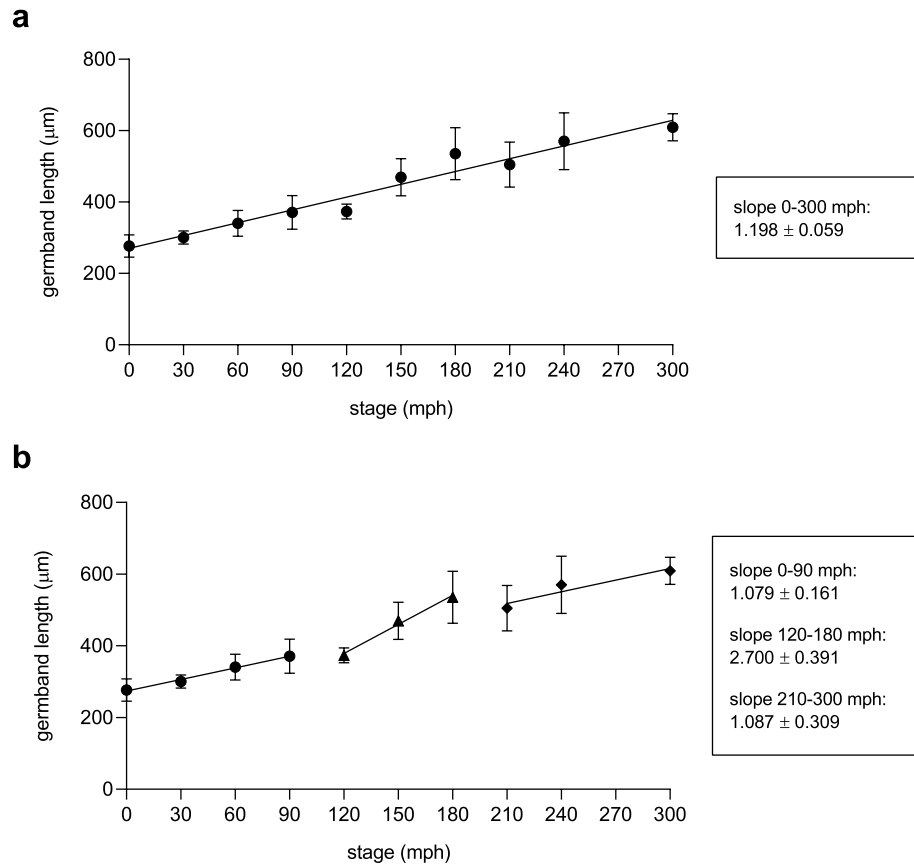 a
germband length (μm)
800
600
400
200
0
0 30 60 90 120 150 180 210 240 270 300
stage (mph)
slope 0-300 mph:
1.198 ± 0.059
b
germband length (μm)
800
600
400
200
0
0 30 60 90 120 150 180 210 240 270 300
stage (mph)
slope 0-90 mph:
1.079 ± 0.161
slope 120-180 mph:
2.700 ± 0.391
slope 210-300 mph:
1.087 ± 0.309